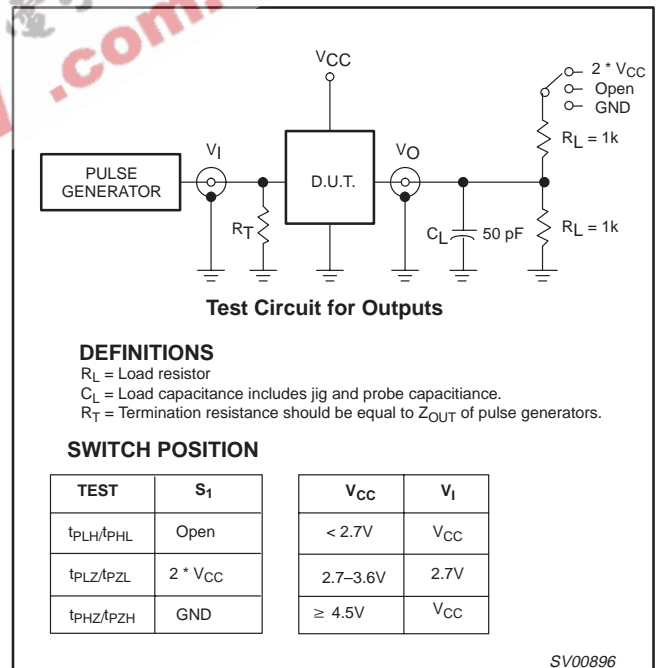 .com
VCC
2 * VCC
Open
GND
RL = 1k
VI
VO
PULSE
GENERATOR
D.U.T.
RT
CL
50 pF
RL = 1k
Test Circuit for Outputs
DEFINITIONS
RL = Load resistor
CL = Load capacitance includes jig and probe capacitiance.
RT = Termination resistance should be equal to ZOUT of pulse generators.
SWITCH POSITION
TEST S1
tPLH/tPHL Open
tPLZ/tPZL 2 * VCC
tPHZ/tPZH GND
VCC VI
< 2.7V VCC
2.7–3.6V 2.7V
≥ 4.5V VCC
SV00896